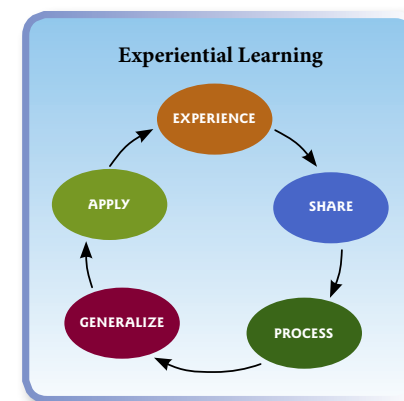 Experiential Learning
EXPERIENCE
SHARE
PROCESS
GENERALIZE
APPLY